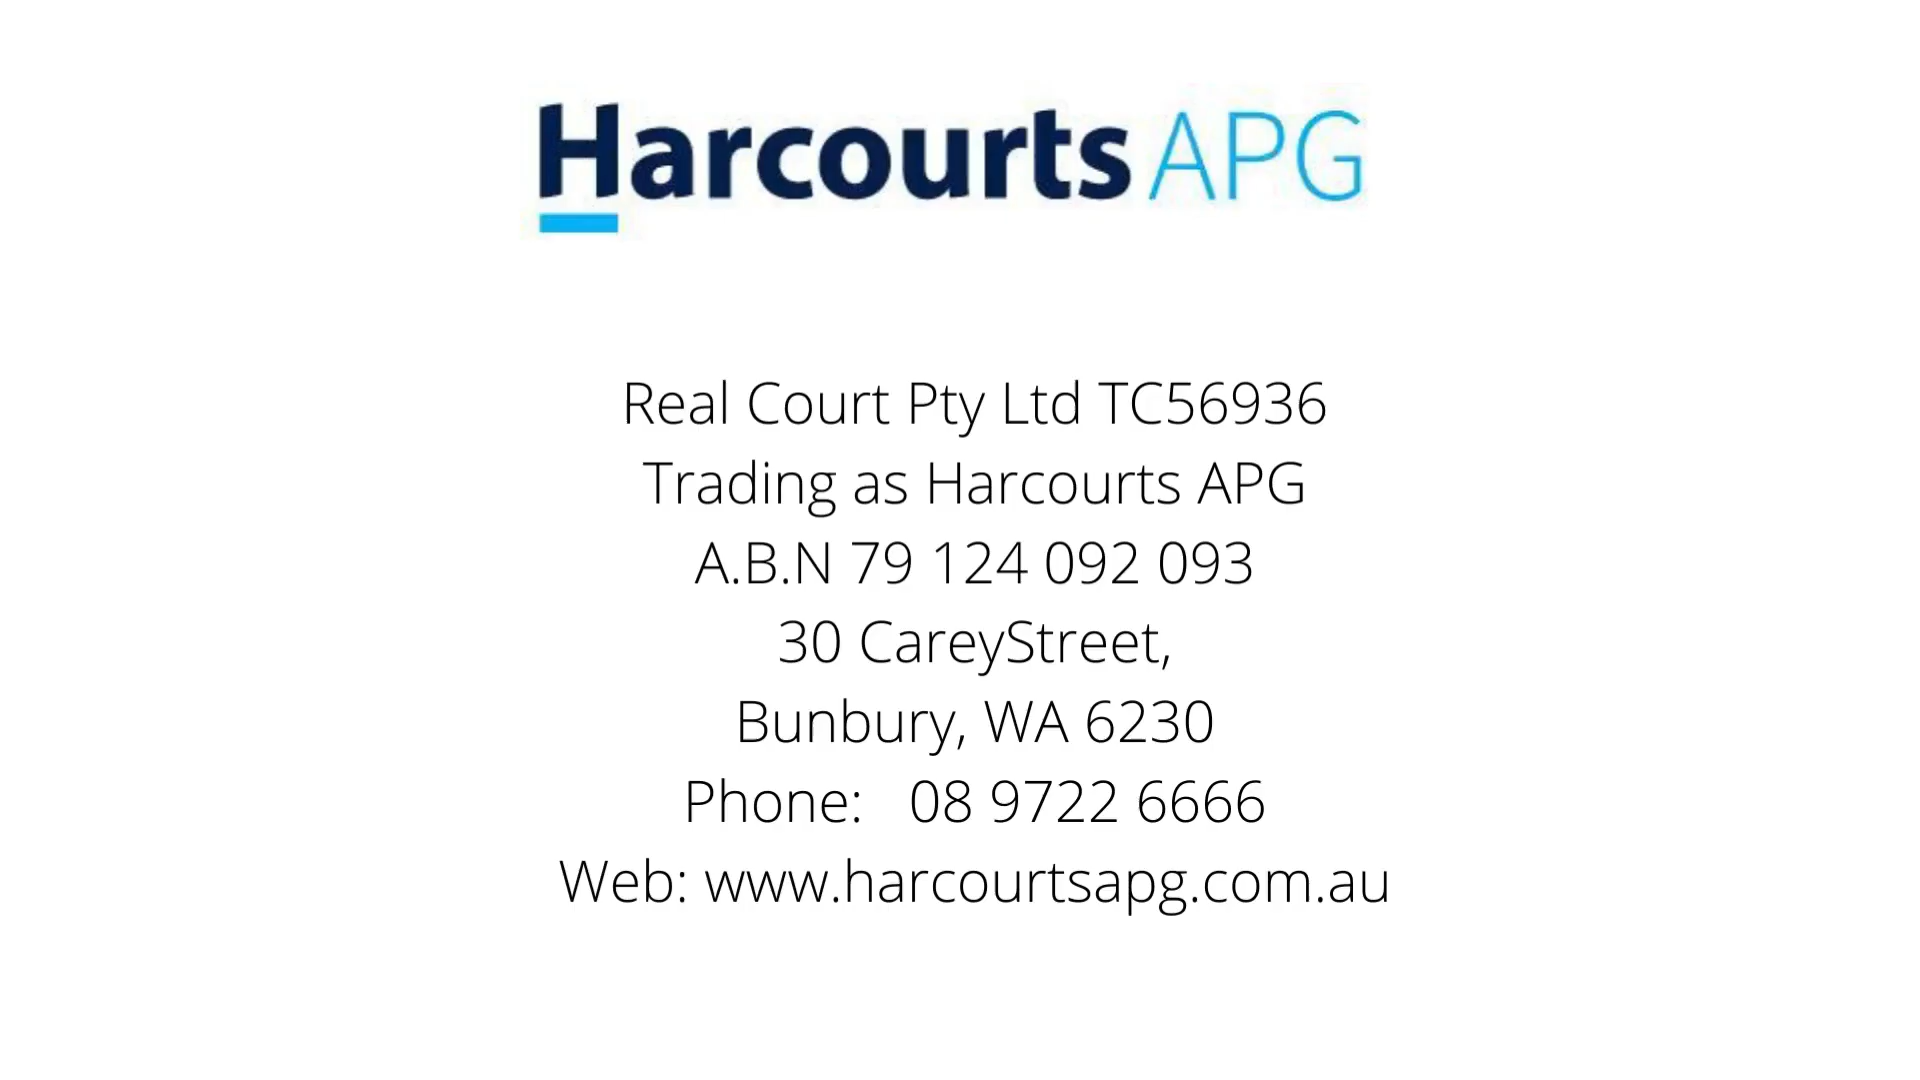 Harcourts APG
Real Court Pty Ltd TC56936
Trading as Harcourts APG
A.B.N 79 124 092 093
30 CareyStreet,
Bunbury, WA 6230
Phone:   08 9722 6666
Web: www.harcourtsapg.com.au